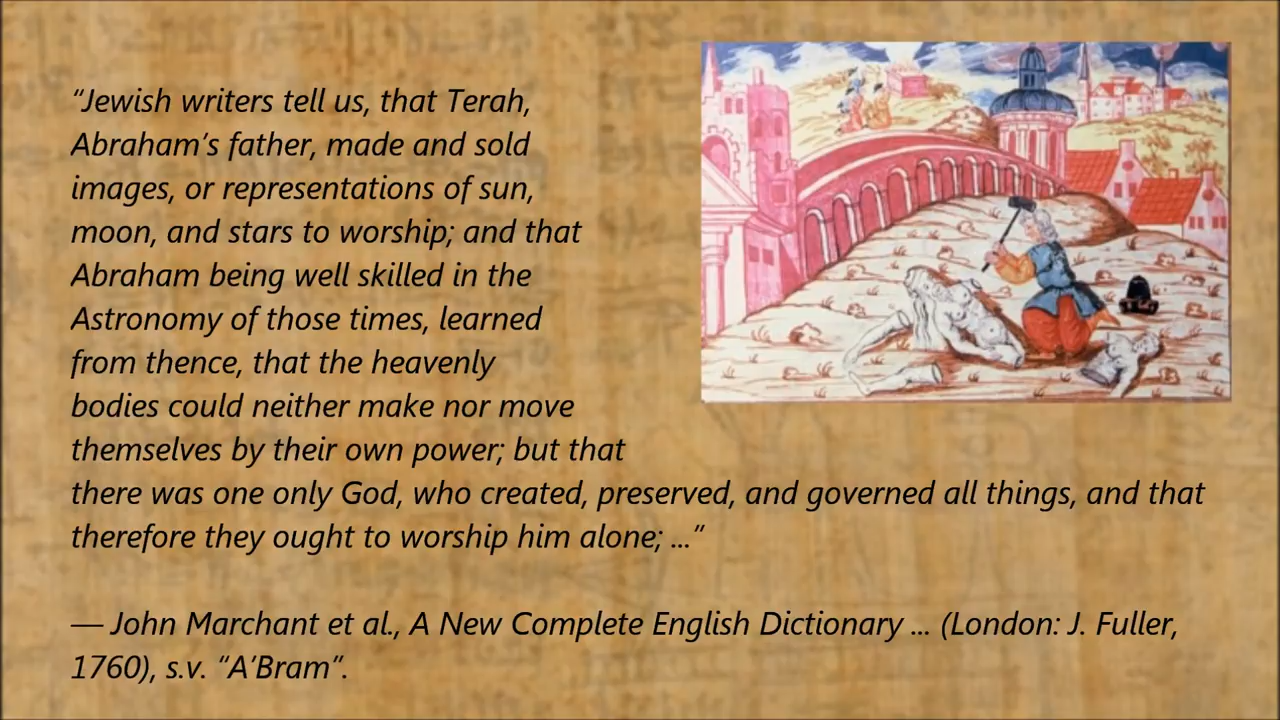 “Jewish writers tell us, that Terah,
Abraham’s father, made and sold
images, or representations of sun,
moon, and stars to worship; and that
Abraham being well skilled in the
Astronomy of those times, learned
from thence, that the heavenly
bodies could neither make nor move
themselves by their own power; but that
there was one only God, who created, preserved, and governed all things, and that
therefore they ought to worship him alone; ...”
— John Marchant et al., A New Complete English Dictionary ... (London: J. Fuller,
1760), s.v. “A’Bram”.